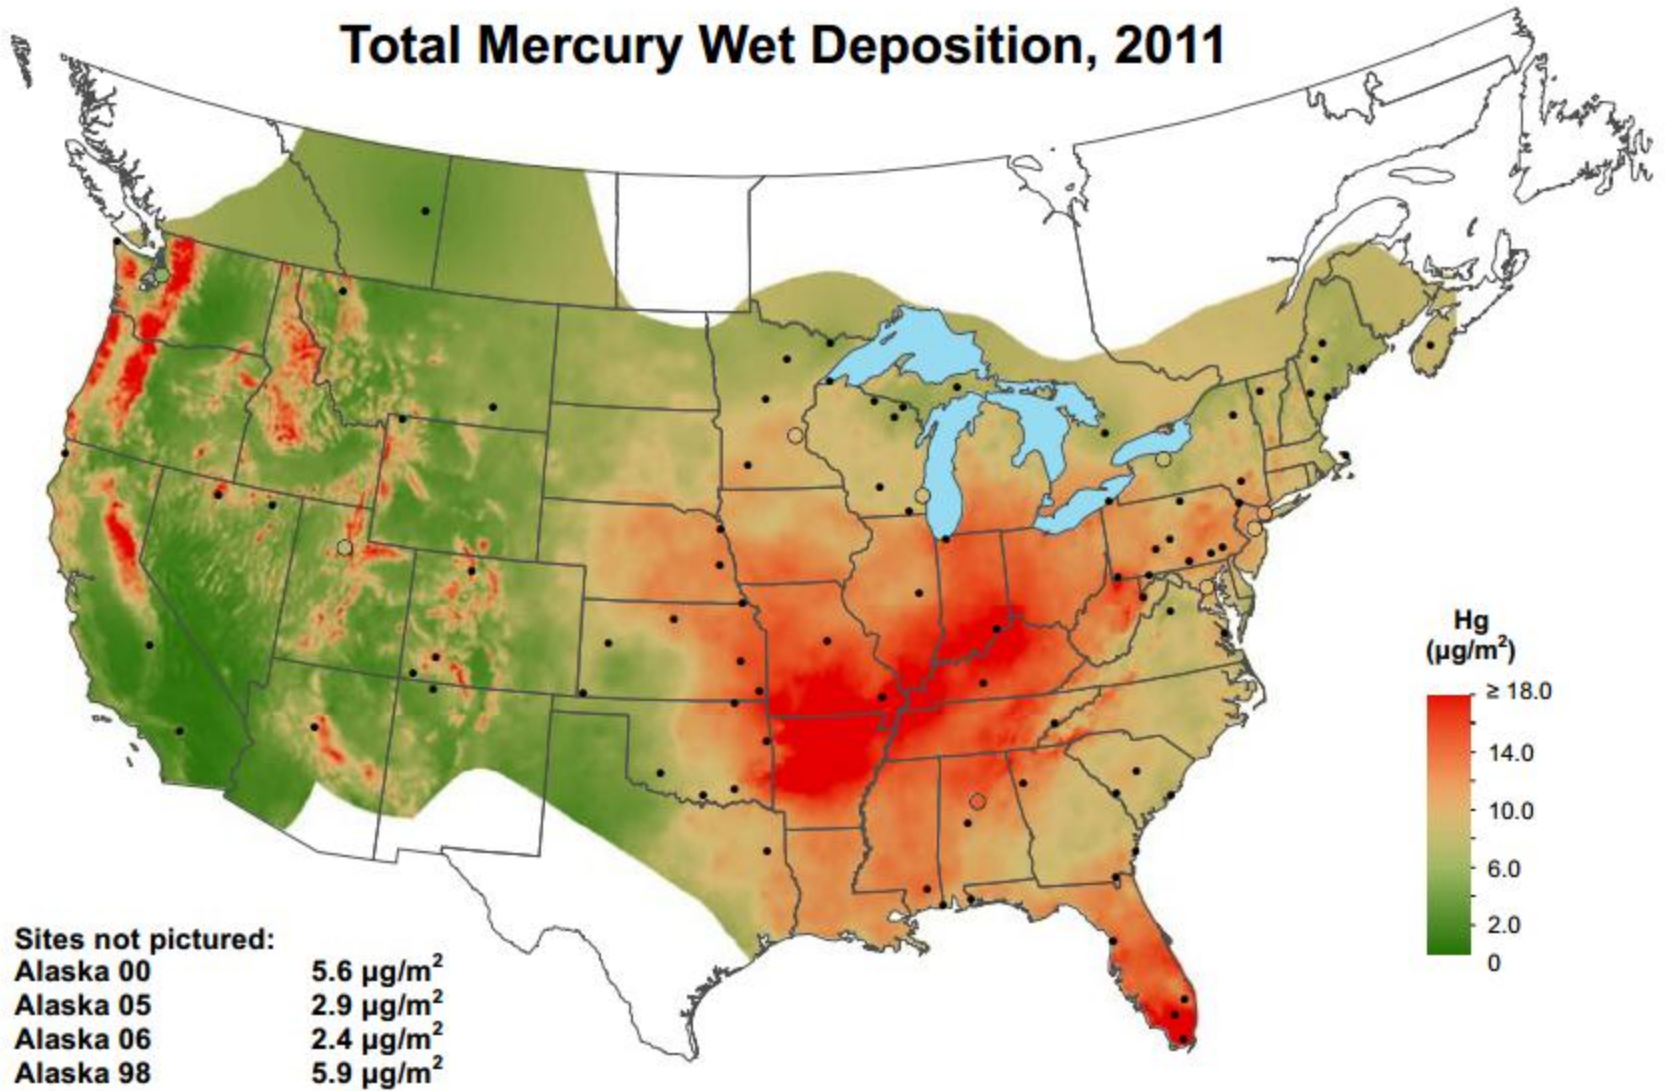 Total Mercury Wet Deposition, 2011
Hg
(µg/m²)
≥ 18.0
14.0
10.0
6.0
2.0
0
Sites not pictured:
Alaska 00 5.6 µg/m²
Alaska 05 2.9 µg/m²
Alaska 06 2.4 µg/m²
Alaska 98 5.9 µg/m²